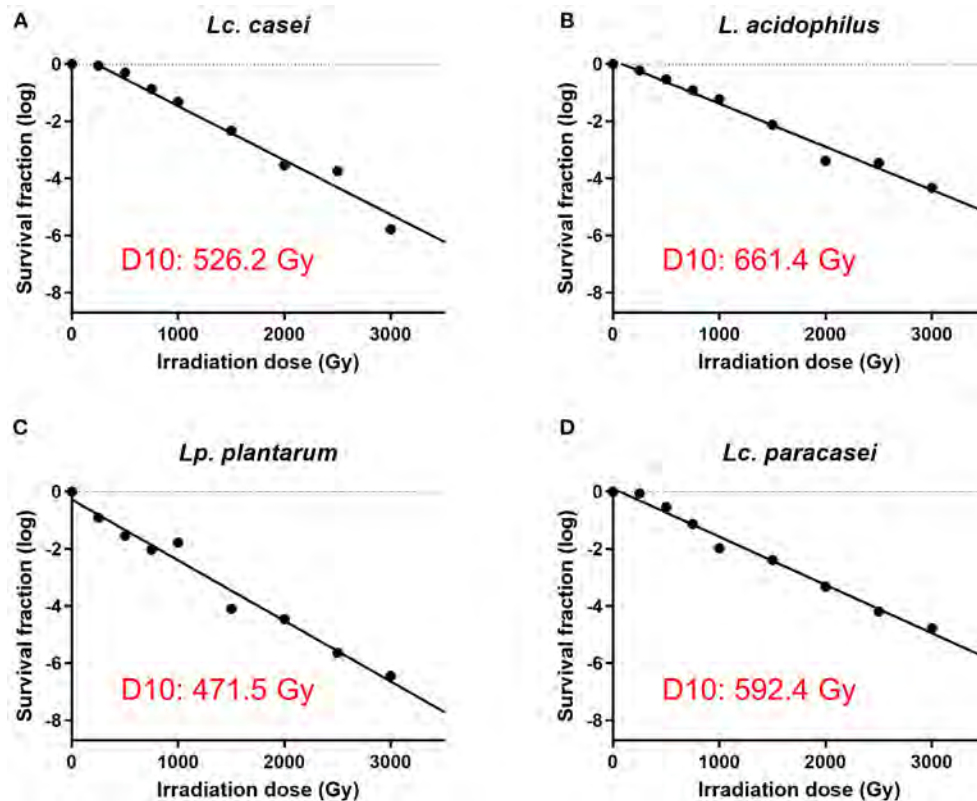 A
Lc. casei
Survival fraction (log)
0
-2
-4
-6
-8
D10: 526.2 Gy
0 1000 2000 3000
Irradiation dose (Gy)
B
L. acidophilus
Survival fraction (log)
0
-2
-4
-6
-8
D10: 661.4 Gy
0 1000 2000 3000
Irradiation dose (Gy)
C
Lp. plantarum
Survival fraction (log)
0
-2
-4
-6
-8
D10: 471.5 Gy
0 1000 2000 3000
Irradiation dose (Gy)
D
Lc. paracasei
Survival fraction (log)
0
-2
-4
-6
-8
D10: 592.4 Gy
0 1000 2000 3000
Irradiation dose (Gy)